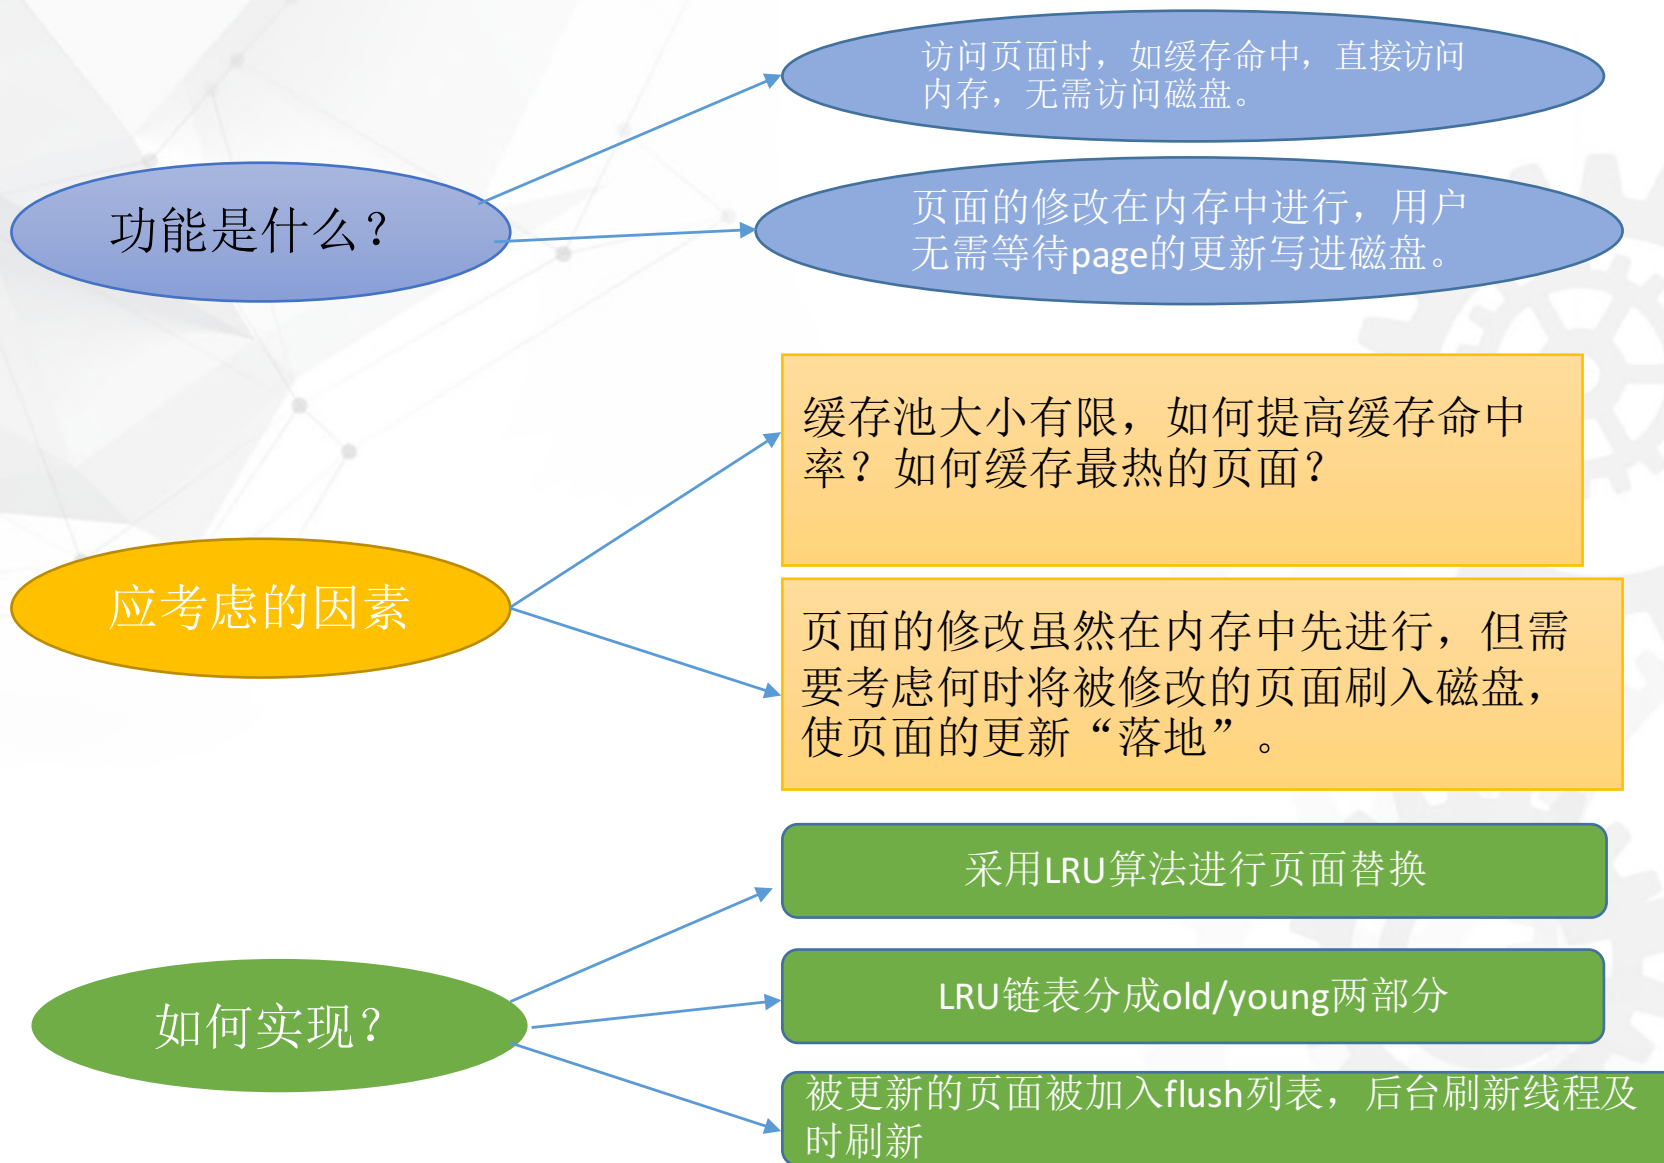 访问页面时，如缓存命中，直接访问
内存，无需访问磁盘。
功能是什么？
页面的修改在内存中进行，用户
无需等待page的更新写进磁盘。
缓存池大小有限，如何提高缓存命中
率？如何缓存最热的页面？
应考虑的因素
页面的修改虽然在内存中先进行，但需
要考虑何时将被修改的页面刷入磁盘，
使页面的更新“落地”。
采用LRU算法进行页面替换
LRU链表分成old/young两部分
如何实现？
被更新的页面被加入flush列表，后台刷新线程及
时刷新